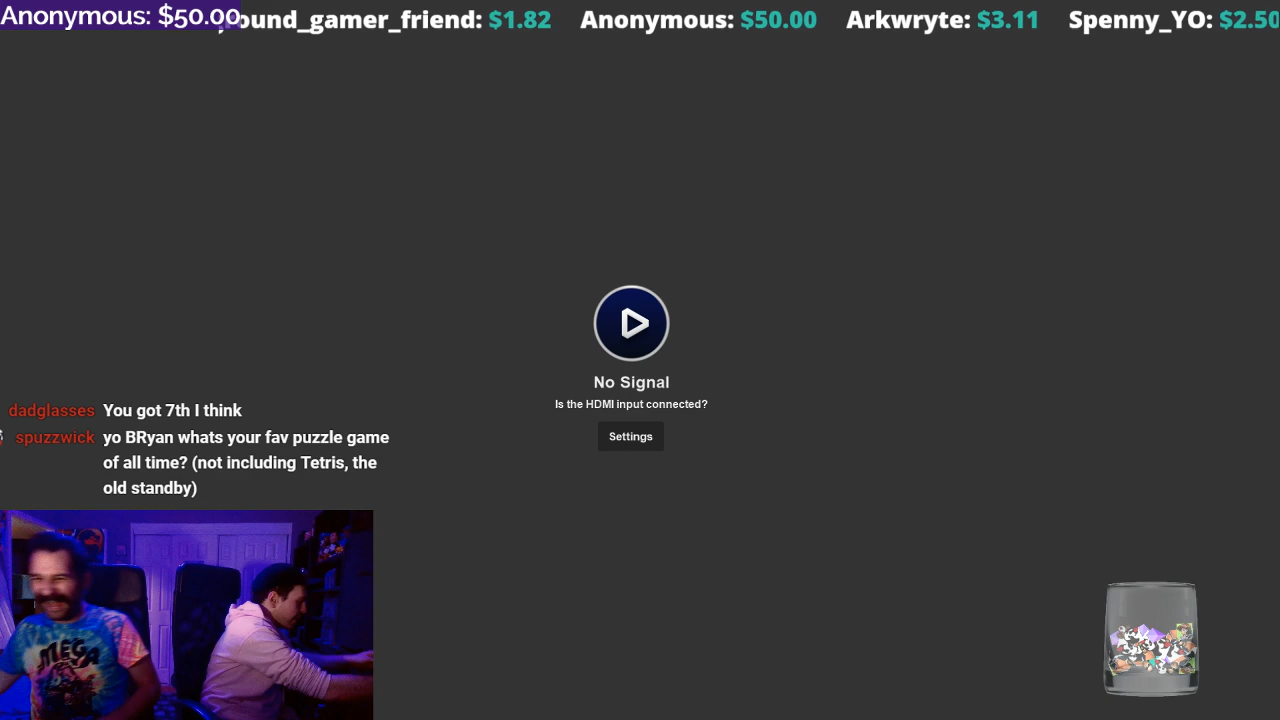 Anonymous: $50.00
ound_gamer_friend: $1.82 Anonymous: $50.00 Arkwryte: $3.11 Spenny_YO: $2.50
No Signal
Is the HDMI input connected?
Settings
dadglasses You got 7th I think
spuzzwick yo BRyan whats your fav puzzle game
of all time? (not including Tetris, the
old standby)
MEGA